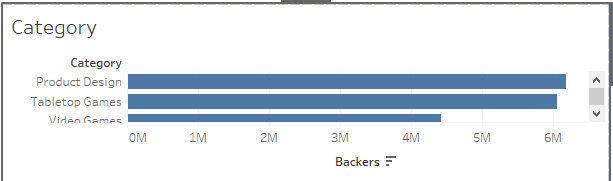 Category
Category
Product Design
Tabletop Games
Video Games
0M 1M 2M 3M 4M 5M 6M
Backers